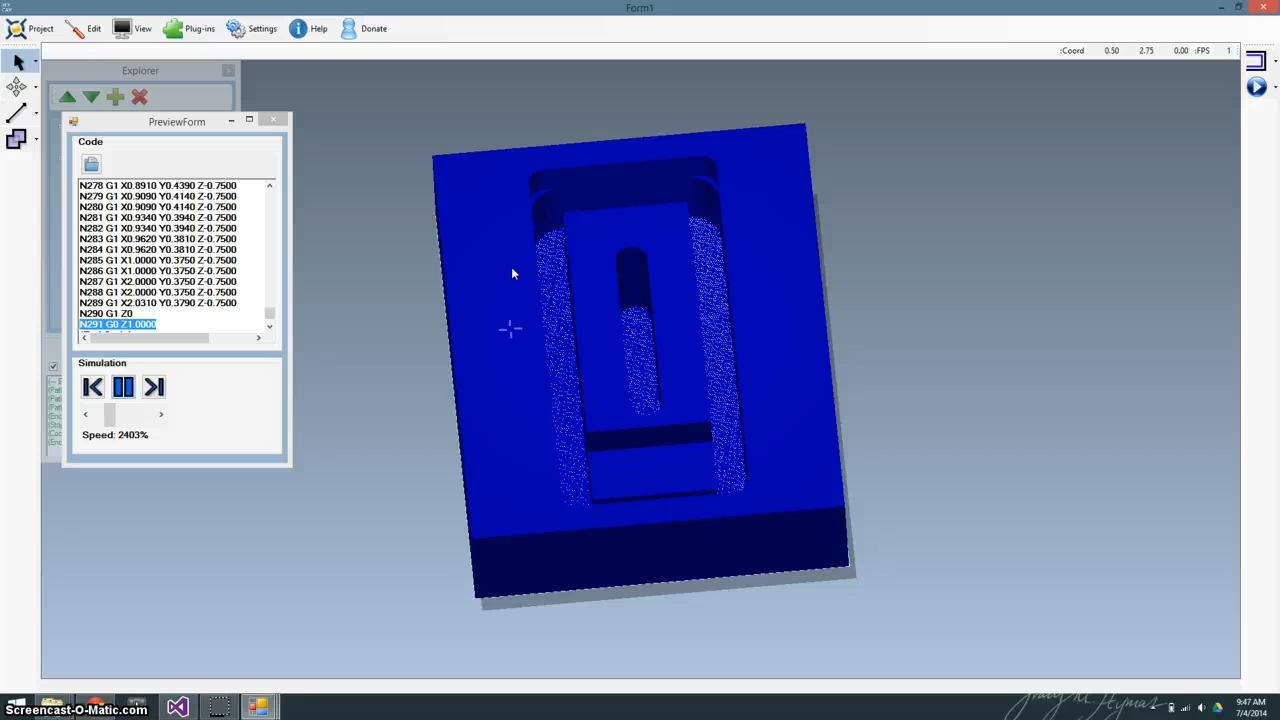 Form1
Project
Edit
View
Plug-ins
Settings
Help
Donate
:Coord 0.50 2.75 0.00 :FPS 1
Explorer
PreviewForm
Code
N278 G1 X0.8910 Y0.4390 Z-0.7500
N279 G1 X0.9090 Y0.4140 Z-0.7500
N280 G1 X0.9090 Y0.4140 Z-0.7500
N281 G1 X0.9340 Y0.3940 Z-0.7500
N282 G1 X0.9340 Y0.3940 Z-0.7500
N283 G1 X0.9620 Y0.3810 Z-0.7500
N284 G1 X0.9620 Y0.3810 Z-0.7500
N285 G1 X1.0000 Y0.3750 Z-0.7500
N286 G1 X1.0000 Y0.3750 Z-0.7500
N287 G1 X2.0000 Y0.3750 Z-0.7500
N288 G1 X2.0000 Y0.3750 Z-0.7500
N289 G1 X2.0310 Y0.3790 Z-0.7500
N290 G1 Z0
N291 G0 Z1.0000
Simulation
Speed: 2403%
Screencast-O-Matic.com
9:47 AM
7/4/2014